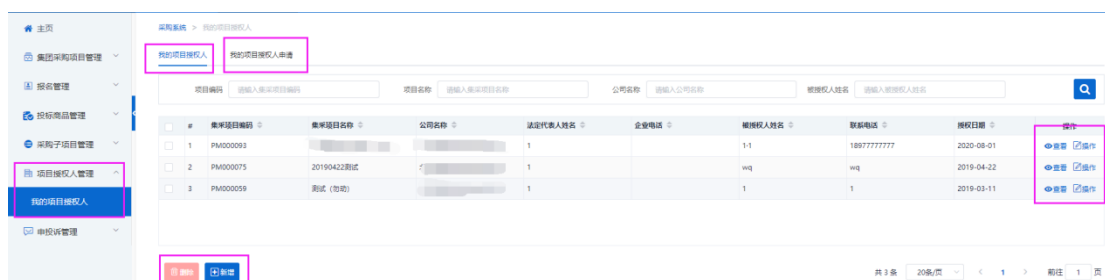 主页
集团采购项目管理
报名管理
投标商品管理
采购子项目管理
项目授权人管理
我的项目授权人
申投诉管理
采购系统 > 我的项目授权人
我的项目授权人 我的项目授权人申请
项目编码 请输入集采项目编码 项目名称 请输入集采项目名称 公司名称 请输入公司名称 被授权人姓名 请输入被授权人姓名
# 集采项目编码 集采项目名称 公司名称 法定代表人姓名 企业电话 被授权人姓名 联系电话 授权日期 操作
1 PM000093 1 1-1 18977777777 2020-08-01 查看 操作
2 PM000075 20190422测试 1 wq wq 2019-04-22 查看 操作
3 PM000059 测试（勿动） 1 1 1 2019-03-11 查看 操作
删除 新增
共 3 条 20条/页 < 1 > 前往 1 页